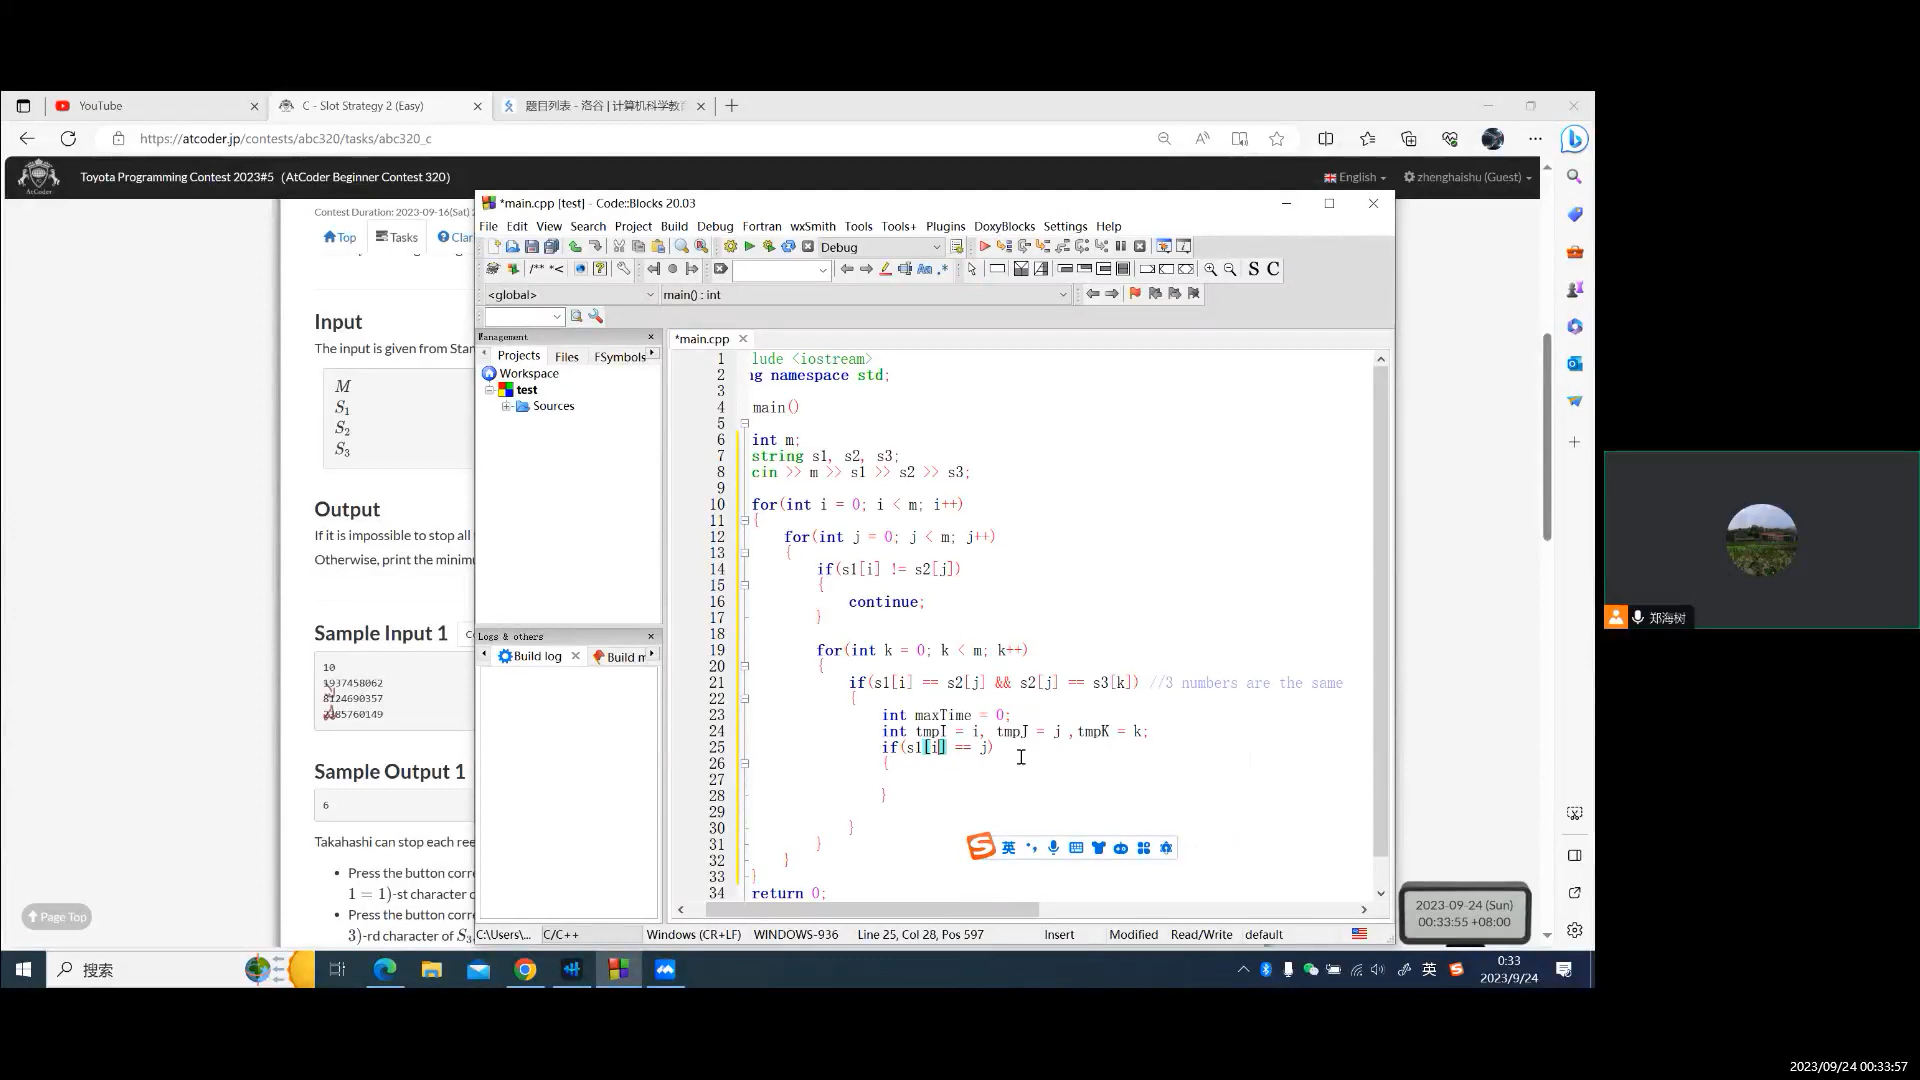 YouTube
C - Slot Strategy 2 (Easy)
题目列表 - 洛谷 | 计算机科学教
https://atcoder.jp/contests/abc320/tasks/abc320_c
Toyota Programming Contest 2023#5（AtCoder Beginner Contest 320）
English
zhenghaishu (Guest)
Contest Duration: 2023-09-16(Sat)
Top
Tasks
Clar
Input
The input is given from Stan
M
S1
S2
S3
Output
If it is impossible to stop all
Otherwise, print the minimu
Sample Input 1
10
1937458062
8124690357
2385760149
Sample Output 1
6
Takahashi can stop each ree
Press the button corre
1 = 1)-st character o
Press the button corre
3)-rd character of S3,
Page Top
*main.cpp [test] - Code::Blocks 20.03
File Edit View Search Project Build Debug Fortran wxSmith Tools Tools+ Plugins DoxyBlocks Settings Help
Debug
<global>
main() : int
Management
Projects
Files
FSymbols
Workspace
test
Sources
Logs & others
Build log
Build m
*main.cpp
1 lude <iostream>
2 ng namespace std;
3
4 main()
5
6 int m;
7 string s1, s2, s3;
8 cin >> m >> s1 >> s2 >> s3;
9
10 for(int i = 0; i < m; i++)
11 {
12 for(int j = 0; j < m; j++)
13 {
14 if(s1[i] != s2[j])
15 {
16 continue;
17 }
18
19 for(int k = 0; k < m; k++)
20 {
21 if(s1[i] == s2[j] && s2[j] == s3[k]) //3 numbers are the same
22 {
23 int maxTime = 0;
24 int tmpI = i, tmpJ = j ,tmpK = k;
25 if(s1[i] == j)
26 {
27
28 }
29
30 }
31 }
32 }
33 }
34 return 0;
英
C:\Users\...
C/C++
Windows (CR+LF)
WINDOWS-936
Line 25, Col 28, Pos 597
Insert
Modified
Read/Write
default
2023-09-24 (Sun)
00:33:55 +08:00
郑海树
搜索
英
0:33
2023/9/24
2023/09/24 00:33:57